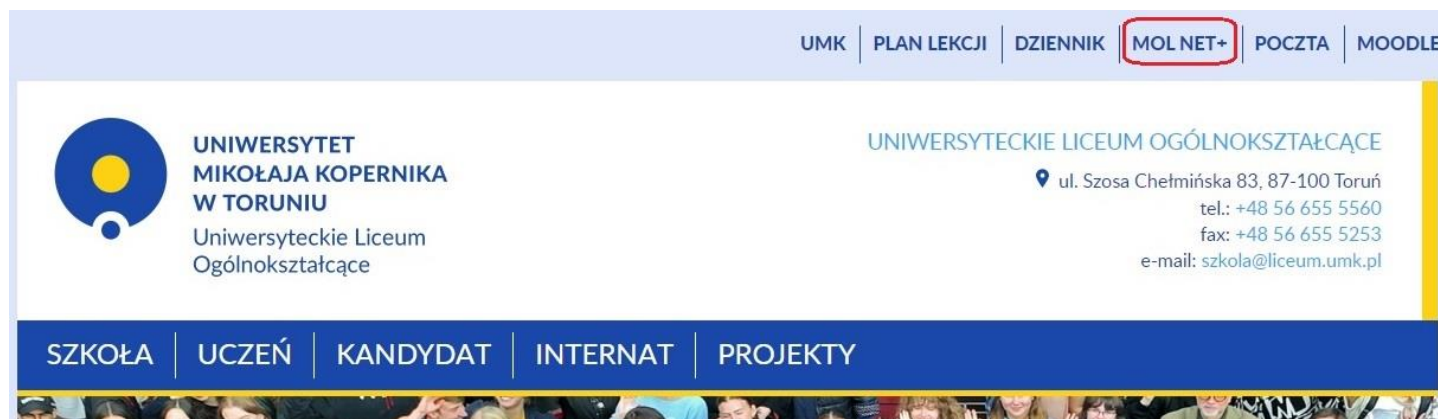 UMK PLAN LEKCJI DZIENNIK MOL NET+ POCZTA MOODLE
UNIWERSYTET
MIKOŁAJA KOPERNIKA
W TORUNIU
Uniwersyteckie Liceum
Ogólnokształcące
UNIWERSYTECKIE LICEUM OGÓLNOKSZTAŁCĄCE
ul. Szosa Chełmińska 83, 87-100 Toruń
tel.: +48 56 655 5560
fax: +48 56 655 5253
e-mail: szkola@liceum.umk.pl
SZKOŁA UCZEŃ KANDYDAT INTERNAT PROJEKTY